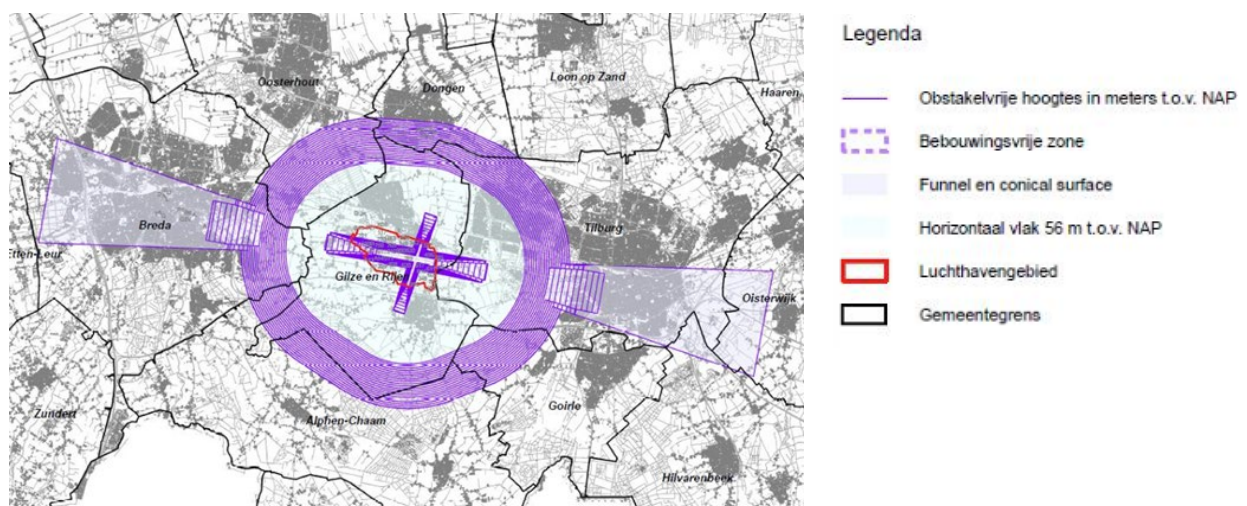 Legenda
Obstakelvrije hoogtes in meters t.o.v. NAP
Bebouwingsvrije zone
Funnel en conical surface
Horizontaal vlak 56 m t.o.v. NAP
Luchthavengebied
Gemeentegrens
Oosterhout
Dongen
Loon op Zand
Haaren
Breda
Tilburg
Etten-Leur
Gilze en Rijen
Oisterwijk
Zundert
Alphen-Chaam
Goirle
Hilvarenbeek